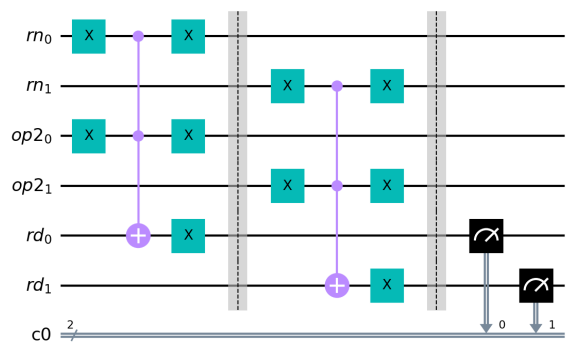 rn0 X X
rn1 X X
op20 X X
op21 X X
rd0 X
rd1 X
c0 2 0 1